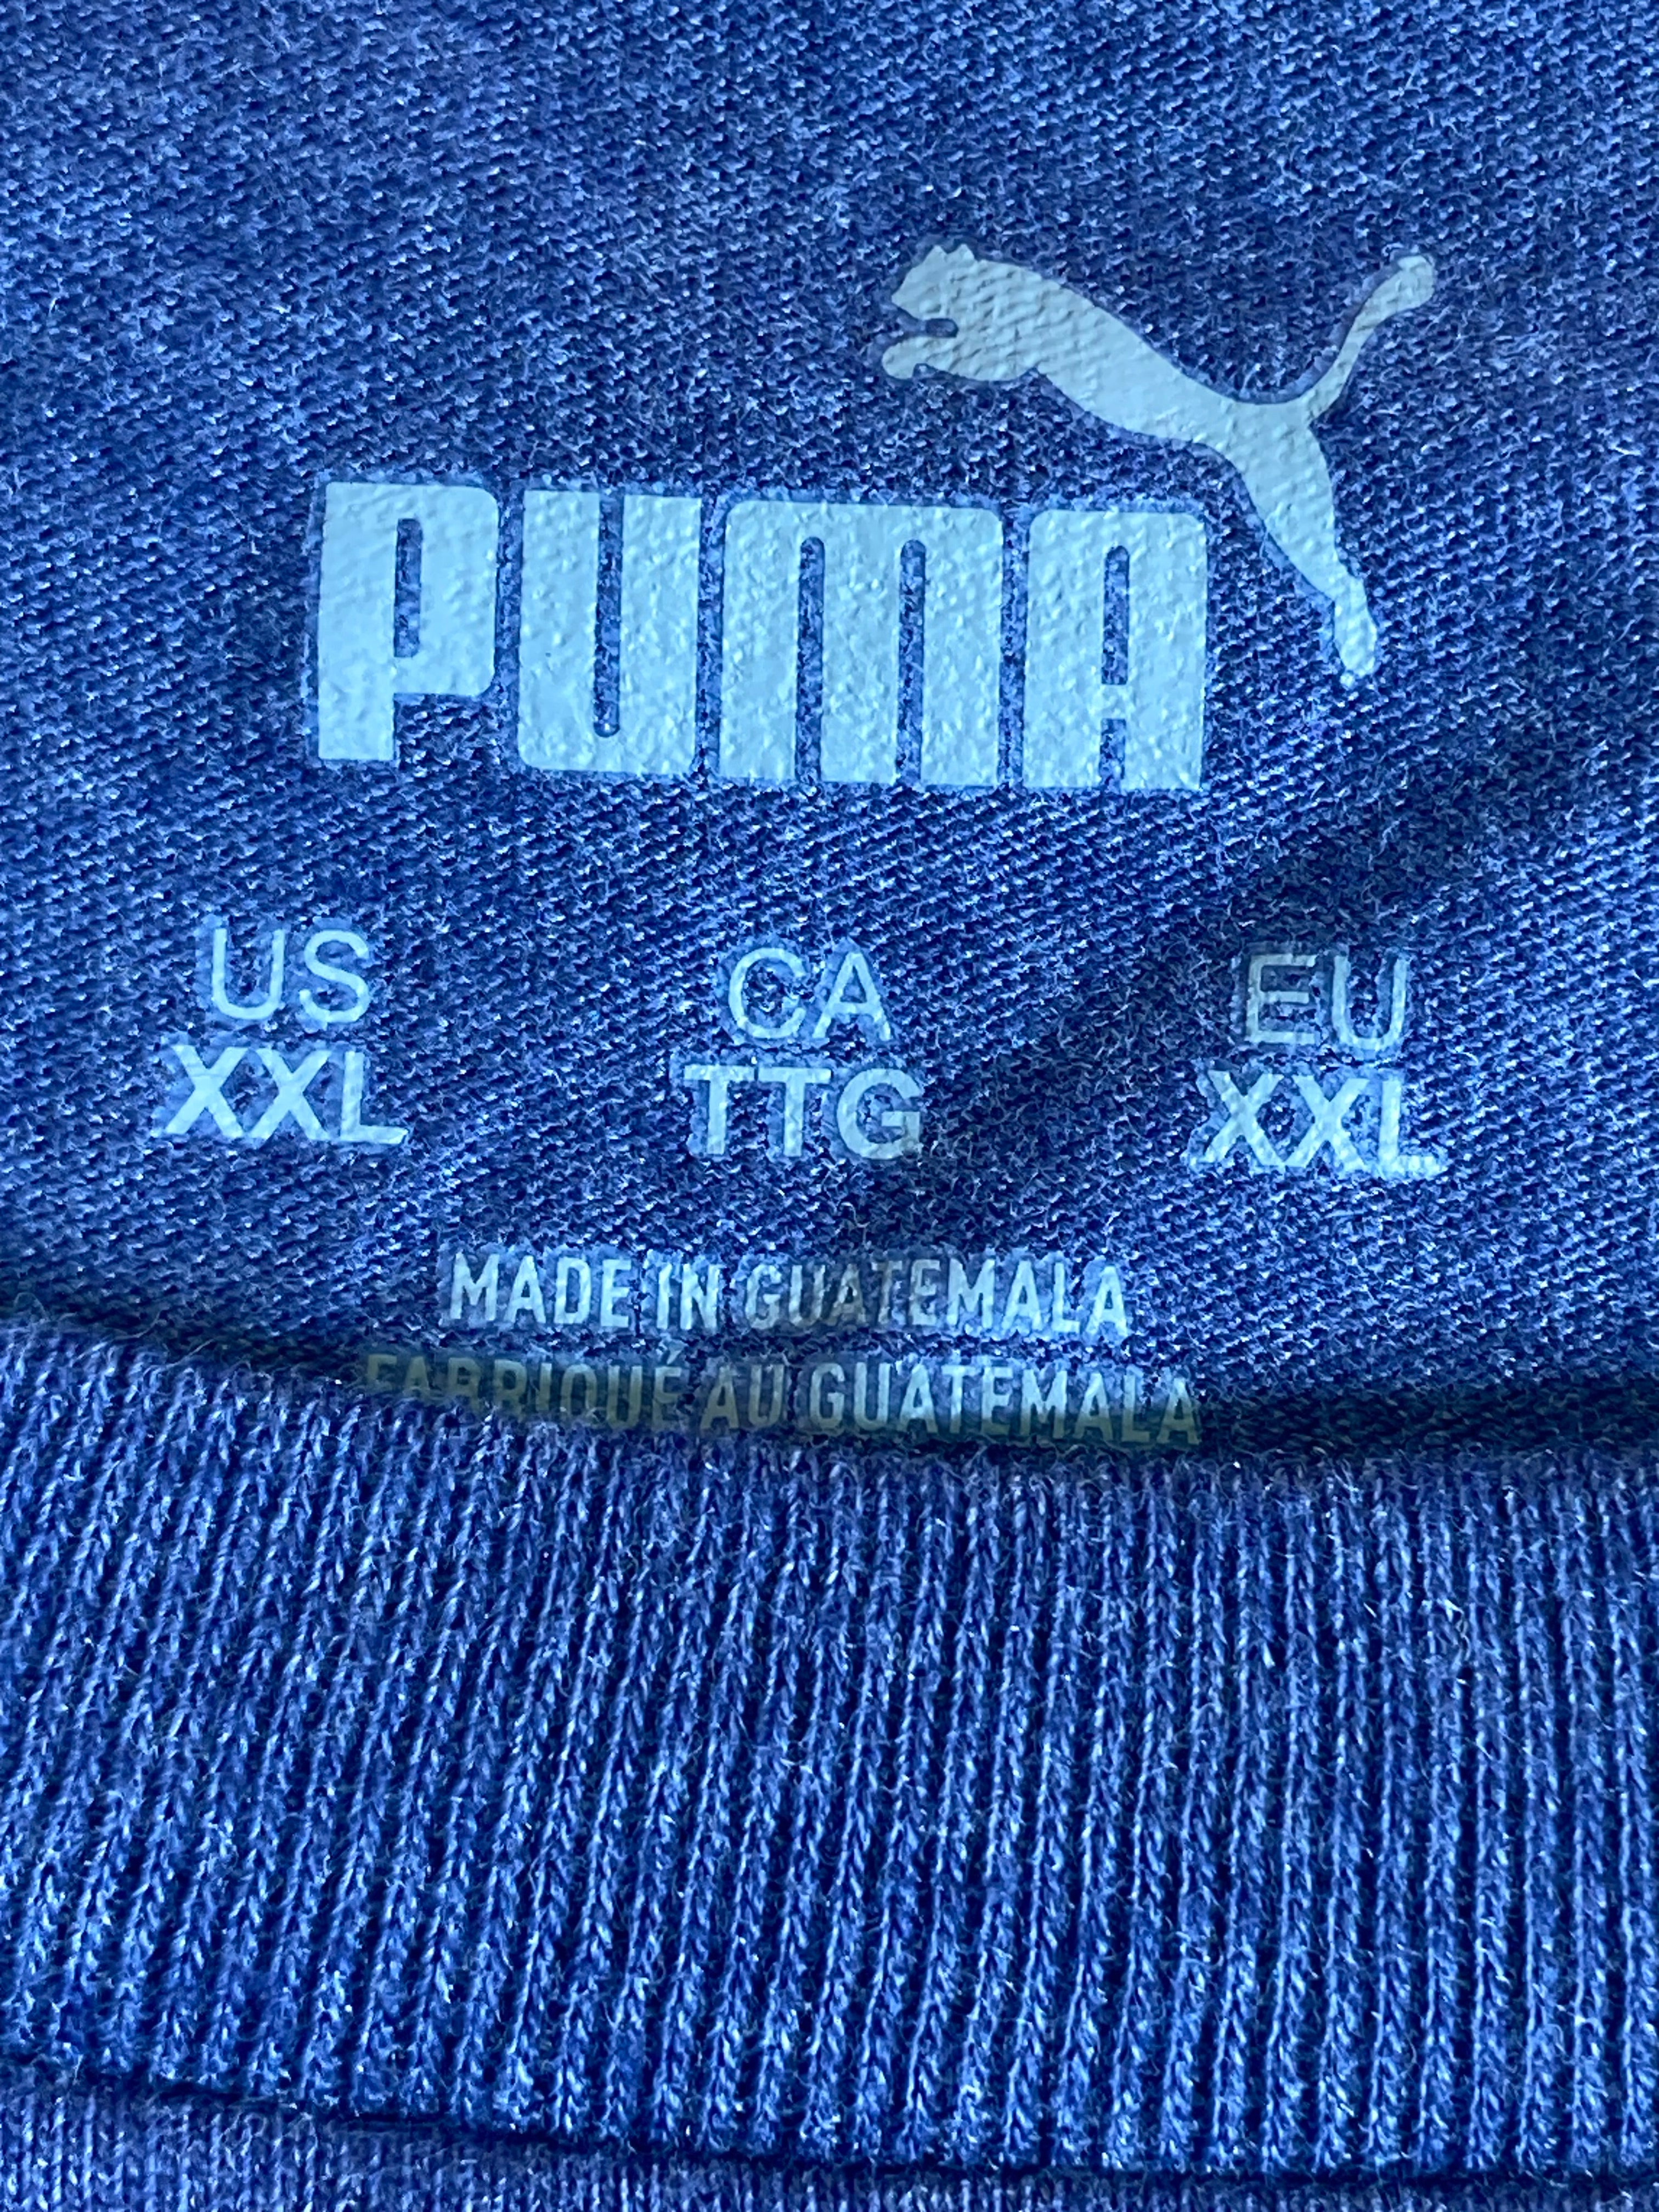 PUMA
US CA EU
XXL TTG XXL
MADE IN GUATEMALA
FABRIQUÉ AU GUATEMALA